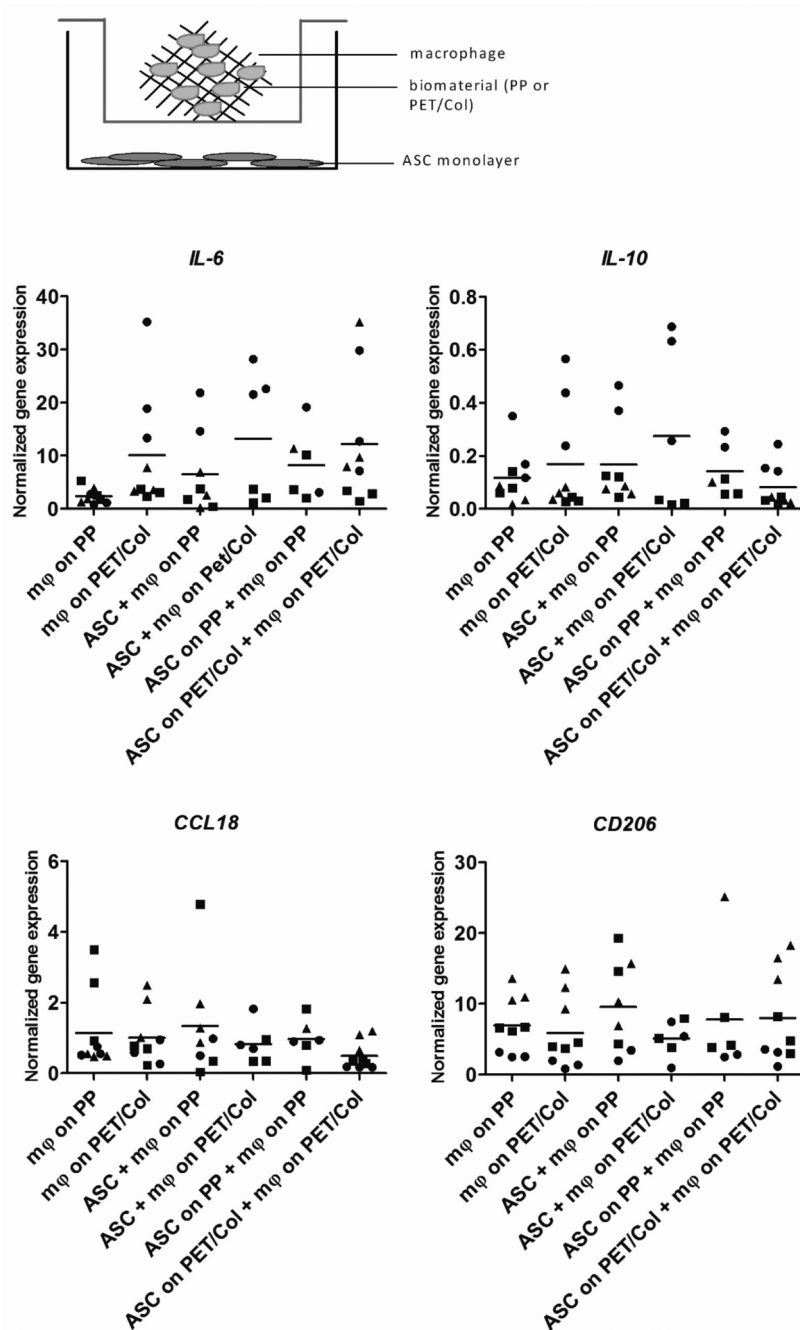 macrophage
biomaterial (PP or
PET/Col)
ASC monolayer
IL-6
Normalized gene expression
40
30
20
10
0
mφ on PP
mφ on PET/Col
ASC + mφ on PP
ASC + mφ on Pet/Col
ASC on PP + mφ on PP
ASC on PET/Col + mφ on PET/Col
IL-10
Normalized gene expression
0.8
0.6
0.4
0.2
0.0
mφ on PP
mφ on PET/Col
ASC + mφ on PP
ASC + mφ on PET/Col
ASC on PP + mφ on PP
ASC on PET/Col + mφ on PET/Col
CCL18
Normalized gene expression
6
4
2
0
mφ on PP
mφ on PET/Col
ASC + mφ on PP
ASC + mφ on PET/Col
ASC on PP + mφ on PP
ASC on PET/Col + mφ on PET/Col
CD206
Normalized gene expression
30
20
10
0
mφ on PP
mφ on PET/Col
ASC + mφ on PP
ASC + mφ on PET/Col
ASC on PP + mφ on PP
ASC on PET/Col + mφ on PET/Col